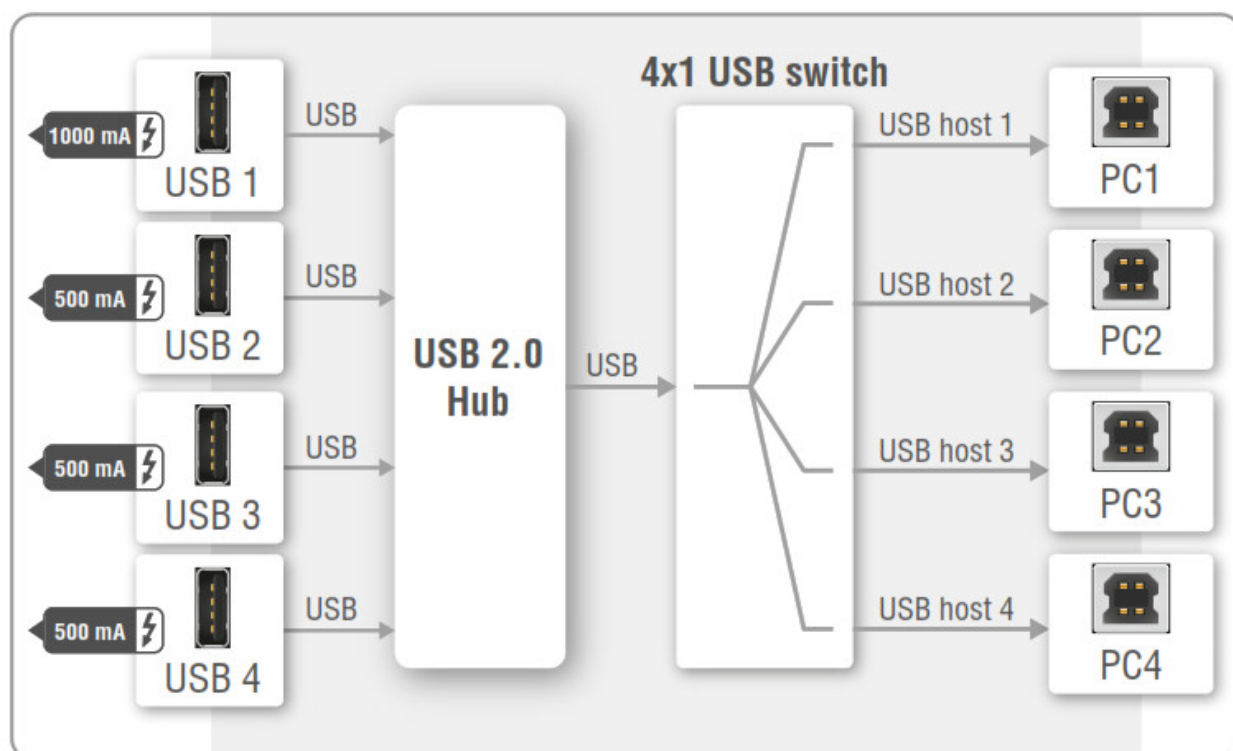 4x1 USB switch
1000 mA
USB 1
USB
USB host 1
PC1
500 mA
USB 2
USB
USB host 2
PC2
USB 2.0
Hub
USB
500 mA
USB 3
USB
USB host 3
PC3
500 mA
USB 4
USB
USB host 4
PC4